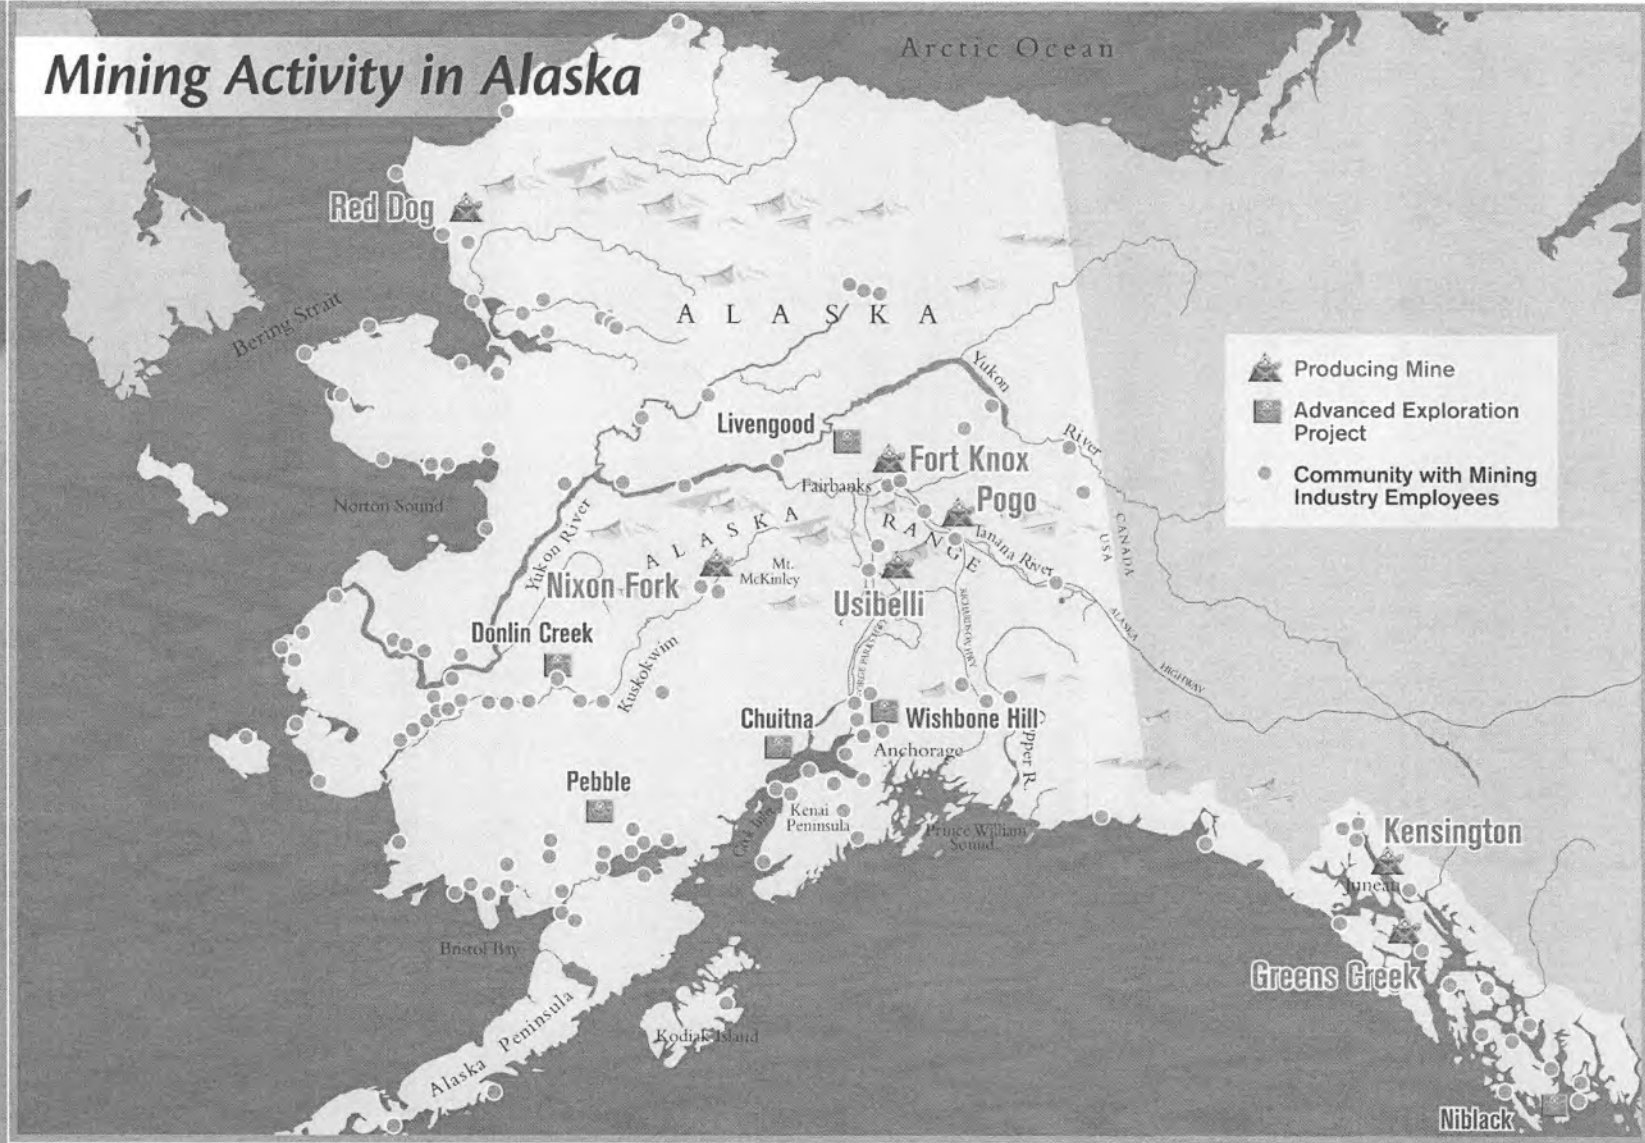 Mining Activity in Alaska
Arctic Ocean
Red Dog
Bering Strait
ALASKA
Producing Mine
Advanced Exploration
Project
Community with Mining
Industry Employees
Yukon
River
Livengood
Fort Knox
Fairbanks
Pogo
Norton Sound
Yukon River
ALASKA
RANGE
Tanana River
CANADA
USA
Mt.
McKinley
Nixon Fork
Usibelli
RICHARDSON HWY
ALASKA
HIGHWAY
Donlin Creek
Kuskokwim
Chuitna
Wishbone Hill
Anchorage
Pebble
Kenai
Peninsula
Cook Inlet
Prince William
Sound
Kensington
Juneau
Greens Creek
Bristol Bay
Alaska Peninsula
Kodiak Island
Niblack